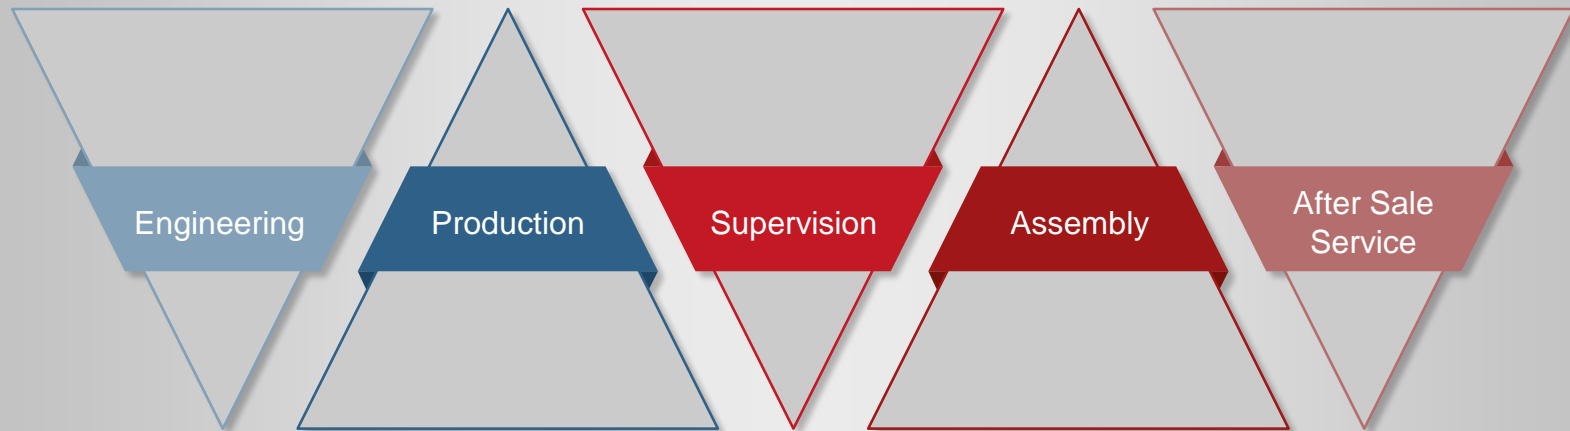 Engineering
Production
Supervision
Assembly
After Sale
Service